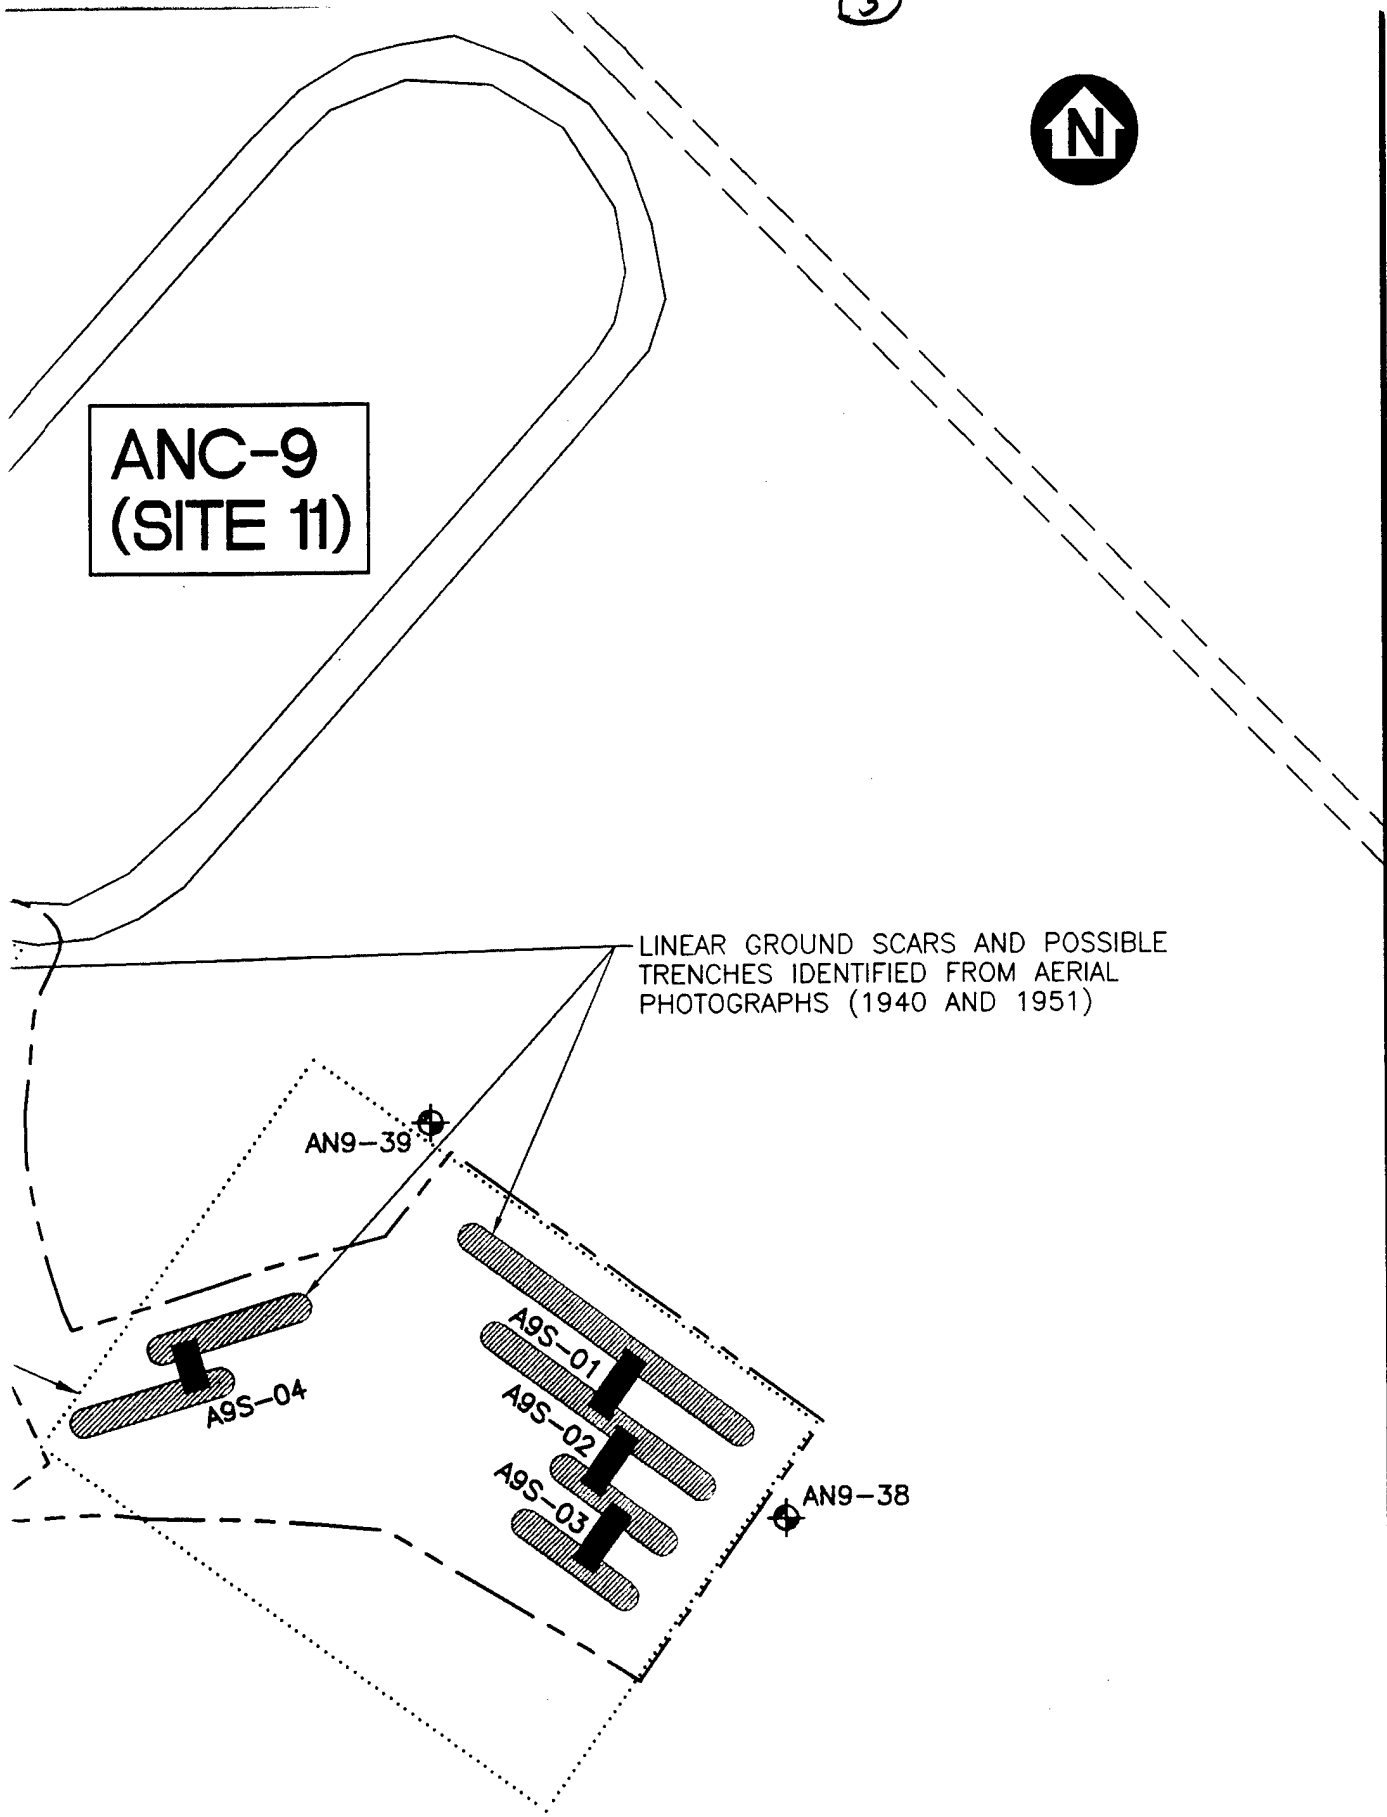 3
N
ANC-9
(SITE 11)
LINEAR GROUND SCARS AND POSSIBLE
TRENCHES IDENTIFIED FROM AERIAL
PHOTOGRAPHS (1940 AND 1951)
AN9-39
A9S-01
A9S-02
A9S-03
A9S-04
AN9-38